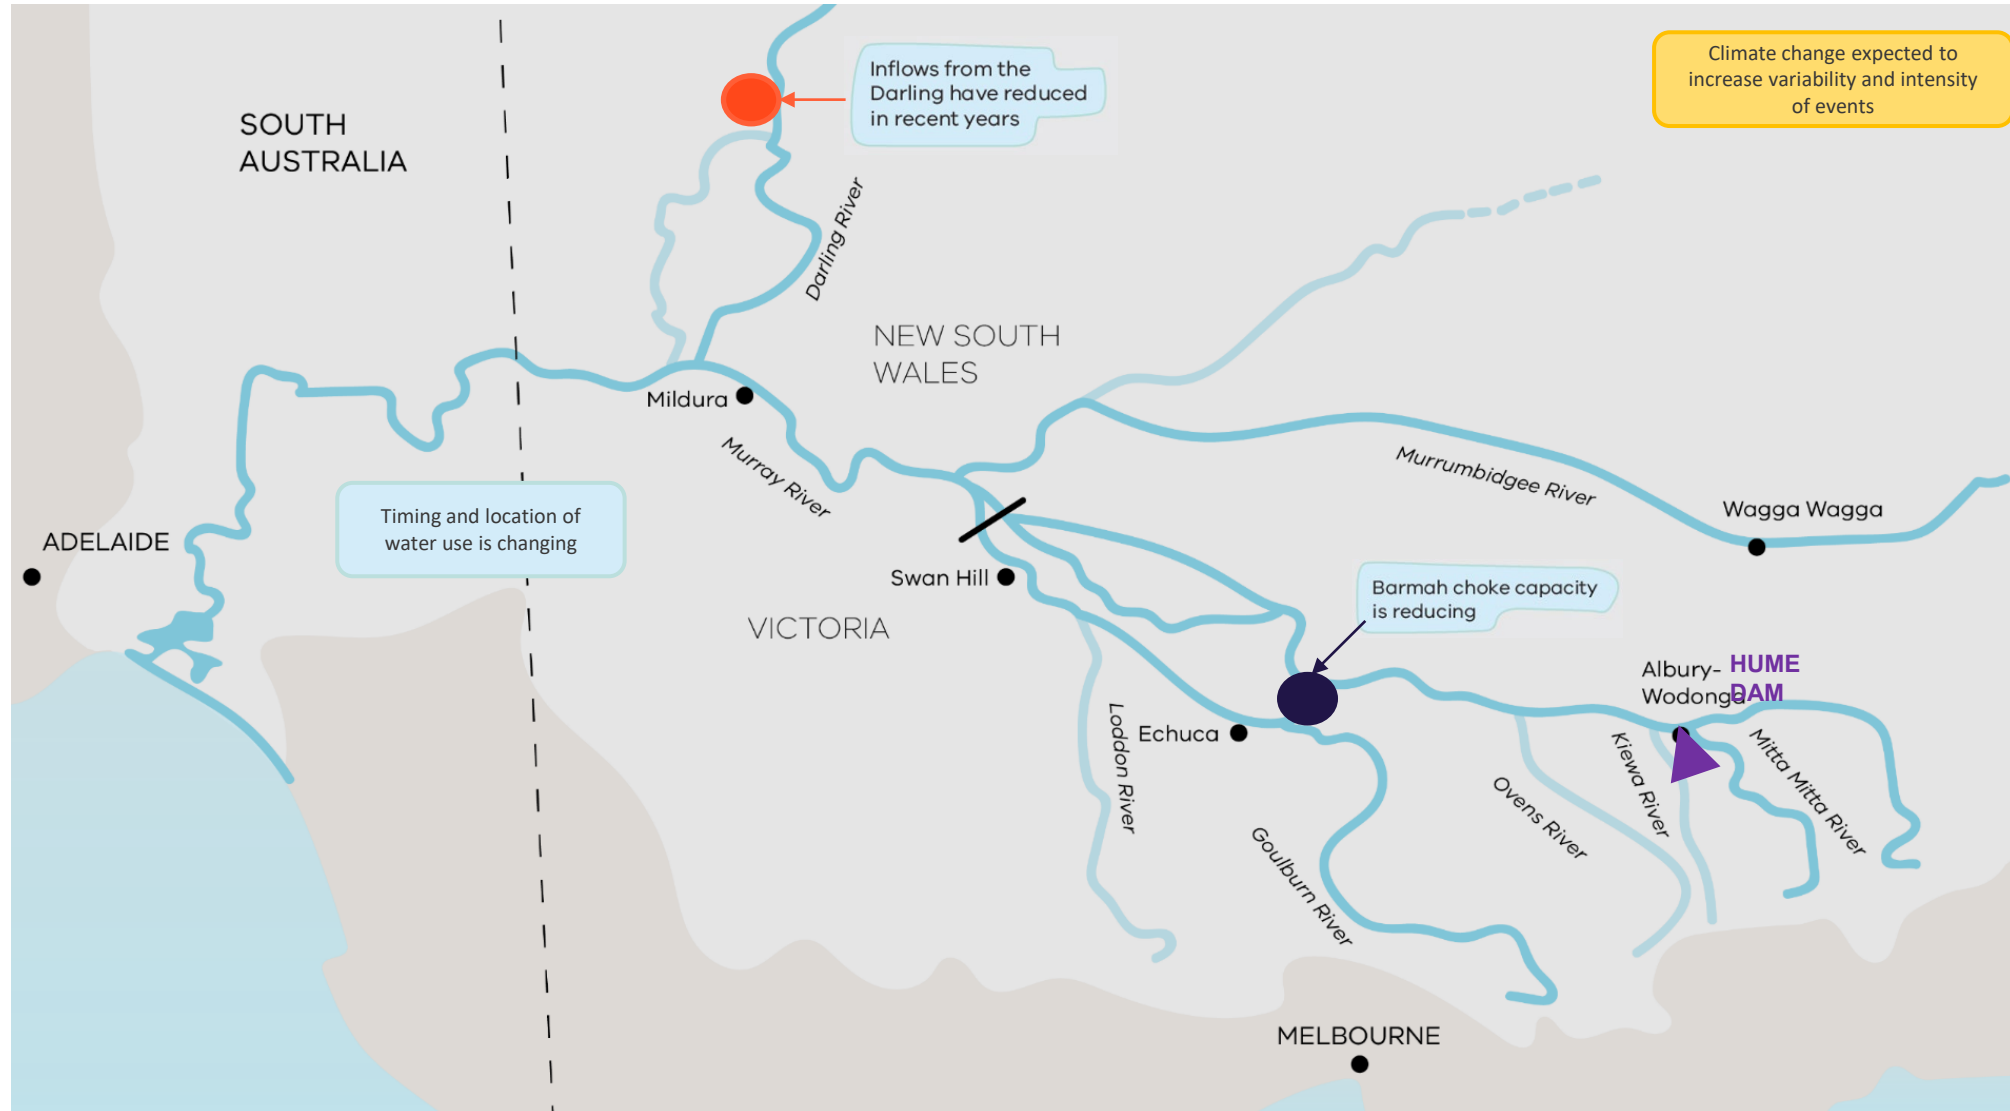 Climate change expected to
increase variability and intensity
of events
Inflows from the
Darling have reduced
in recent years
SOUTH
AUSTRALIA
Darling River
NEW SOUTH
WALES
Mildura
Murray River
Murrumbidgee River
Wagga Wagga
Timing and location of
water use is changing
ADELAIDE
Swan Hill
Barmah choke capacity
is reducing
VICTORIA
Albury-
Wodonga
HUME
DAM
Echuca
Loddon River
Goulburn River
Ovens River
Kiewa River
Mitta Mitta River
MELBOURNE